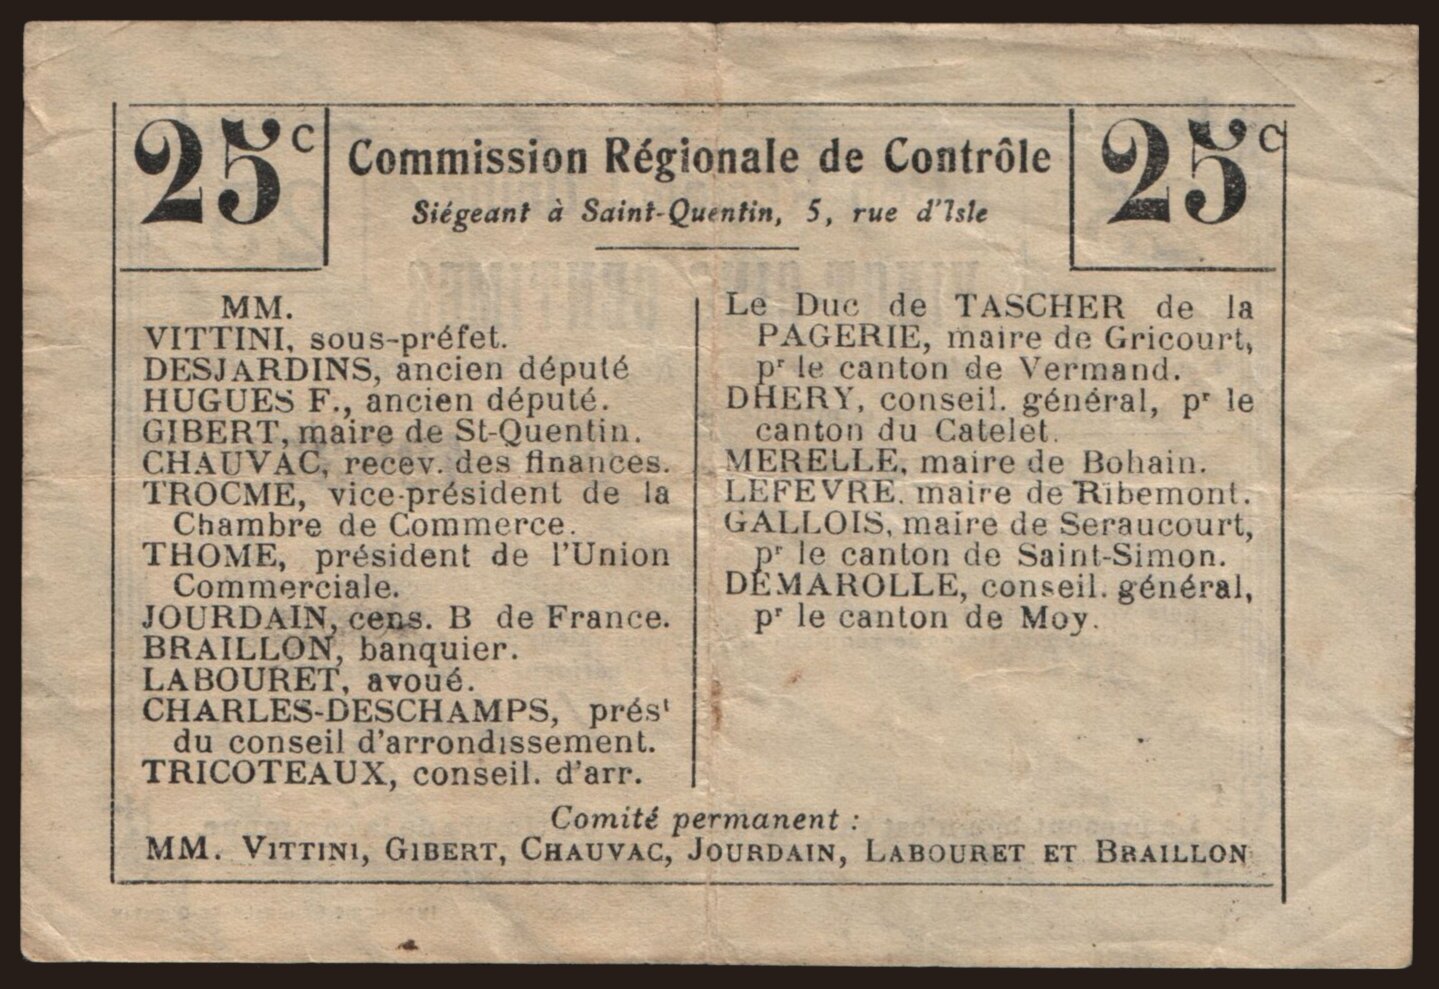 25c
Commission Régionale de Contrôle
Siégeant à Saint-Quentin, 5, rue d'Isle
25c
MM.
VITTINI, sous-préfet.
DESJARDINS, ancien député
HUGUES F., ancien député.
GIBERT, maire de St-Quentin.
CHAUVAC, recev. des finances.
TROCME, vice-président de la
Chambre de Commerce.
THOME, président de l'Union
Commerciale.
JOURDAIN, cens. B de France.
BRAILLON, banquier.
LABOURET, avoué.
CHARLES-DESCHAMPS, présᵗ
du conseil d'arrondissement.
TRICOTEAUX, conseil. d'arr.
Le Duc de TASCHER de la
PAGERIE, maire de Gricourt,
pʳ le canton de Vermand.
DHERY, conseil. général, pʳ le
canton du Catelet.
MERELLE, maire de Bohain.
LEFEVRE. maire de Ribemont.
GALLOIS, maire de Seraucourt,
pʳ le canton de Saint-Simon.
DEMAROLLE, conseil. général,
pʳ le canton de Moy.
Comité permanent :
MM. VITTINI, GIBERT, CHAUVAC, JOURDAIN, LABOURET ET BRAILLON